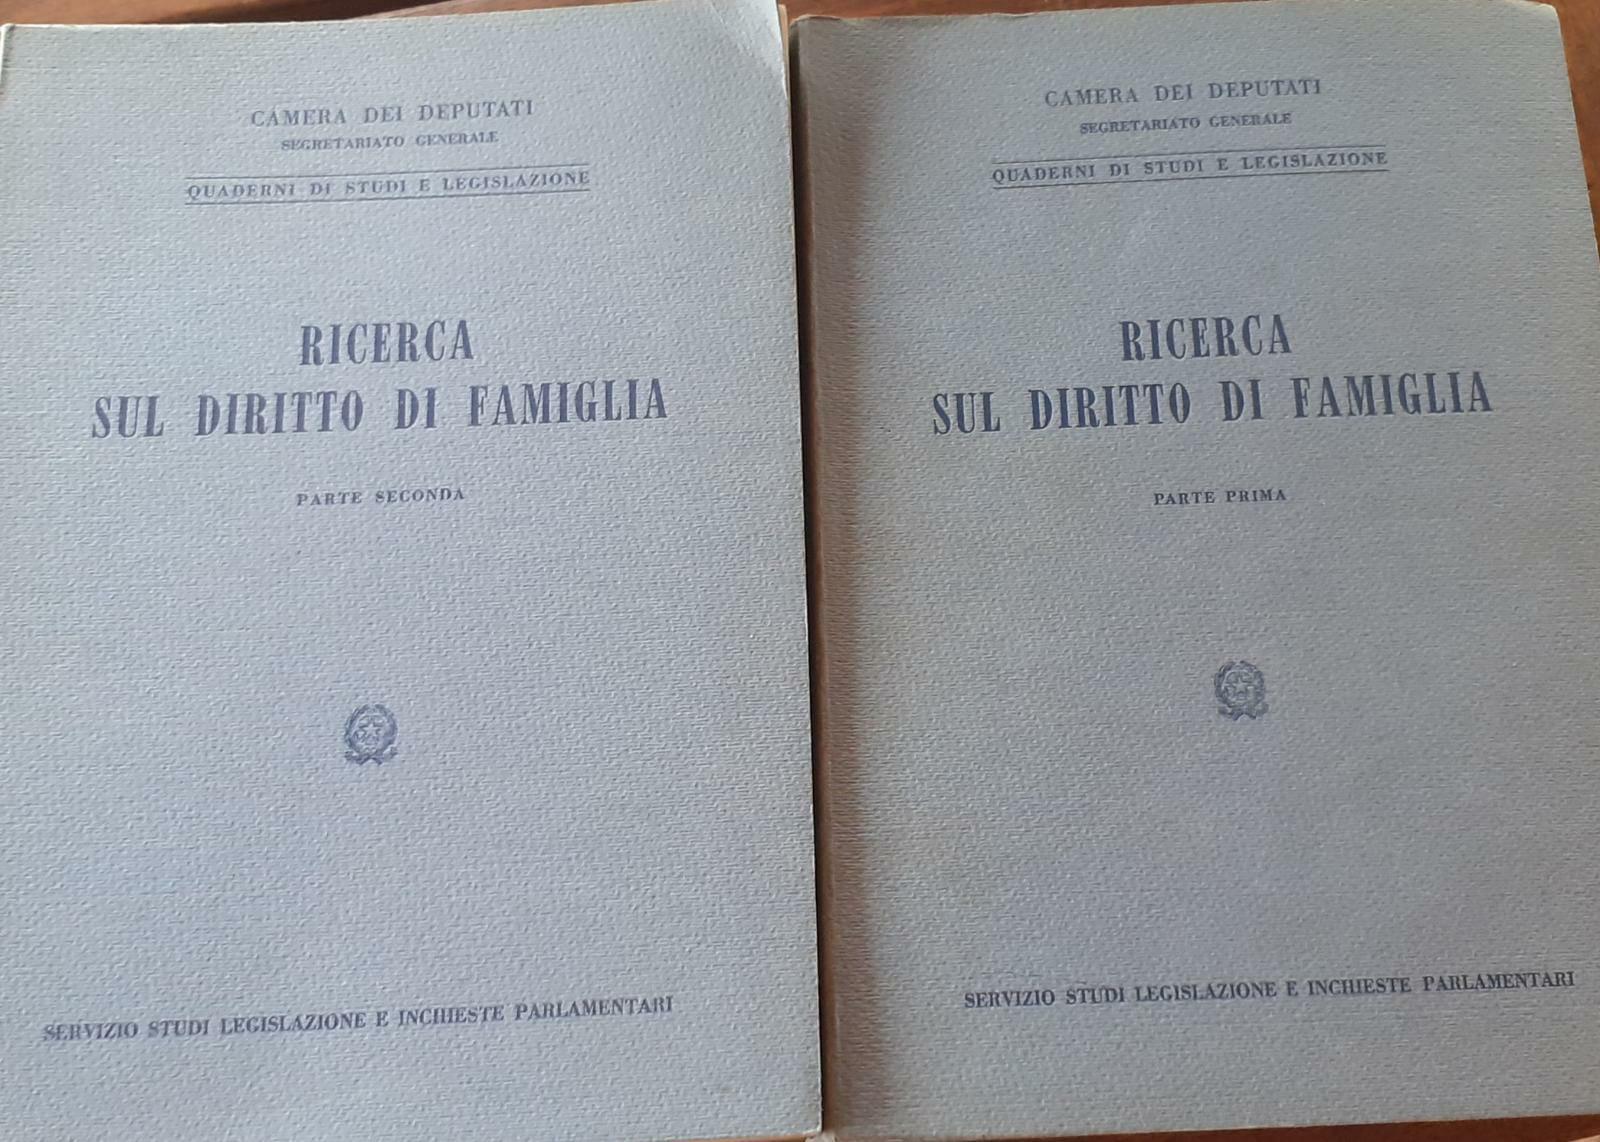 CAMERA DEI DEPUTATI
SEGRETARIATO GENERALE
QUADERNI DI STUDI E LEGISLAZIONE
RICERCA
SUL DIRITTO DI FAMIGLIA
PARTE SECONDA
SERVIZIO STUDI LEGISLAZIONE E INCHIESTE PARLAMENTARI
CAMERA DEI DEPUTATI
SEGRETARIATO GENERALE
QUADERNI DI STUDI E LEGISLAZIONE
RICERCA
SUL DIRITTO DI FAMIGLIA
PARTE PRIMA
SERVIZIO STUDI LEGISLAZIONE E INCHIESTE PARLAMENTARI